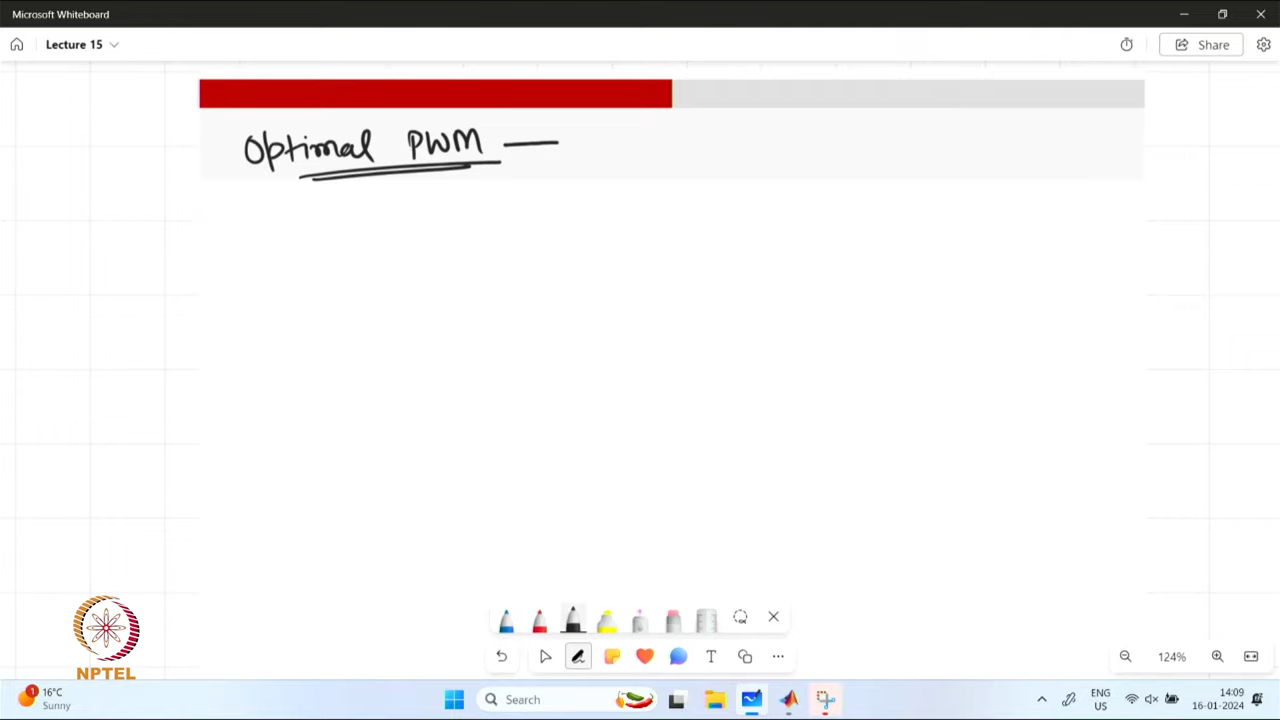 Microsoft Whiteboard
Lecture 15
Share
Optimal PWM —
NPTEL
124%
16°C
Sunny
1
Search
ENG
US
14:09
16-01-2024